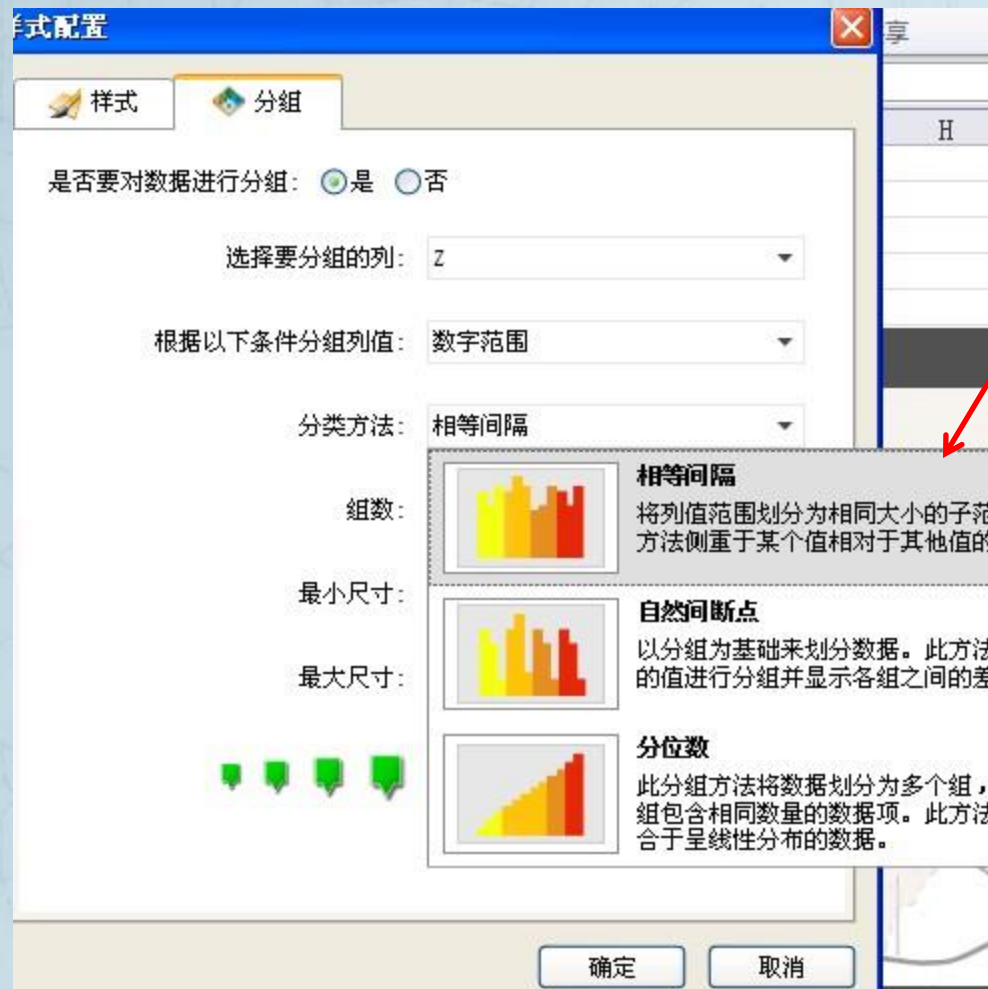 式配置
享
样式
分组
H
是否要对数据进行分组: 是 否
选择要分组的列: Z
根据以下条件分组列值: 数字范围
分类方法: 相等间隔
组数:
最小尺寸:
最大尺寸:
相等间隔
将列值范围划分为相同大小的子范
方法侧重于某个值相对于其他值的
自然间断点
以分组为基础来划分数据。此方法
的值进行分组并显示各组之间的差
分位数
此分组方法将数据划分为多个组，
组包含相同数量的数据项。此方法
合于呈线性分布的数据。
确定
取消